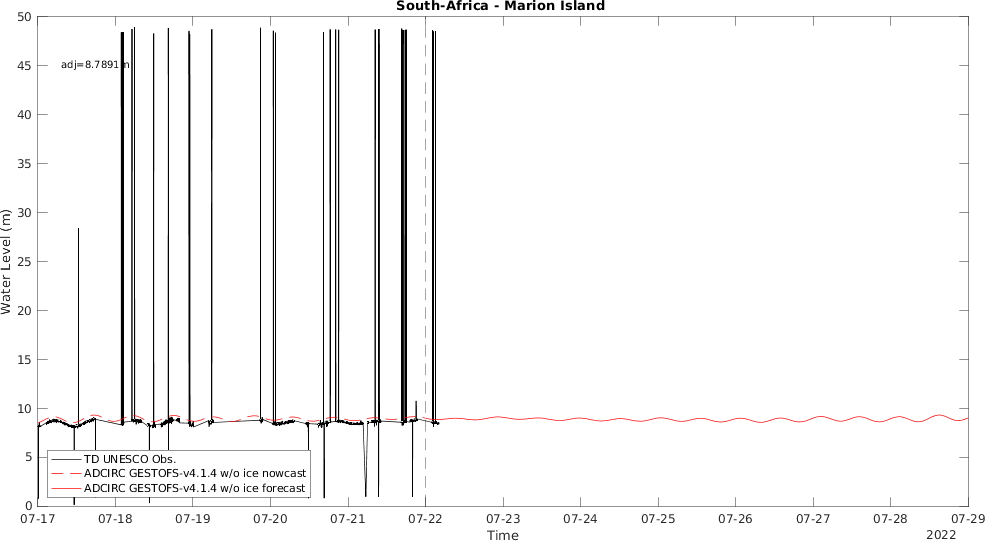 South-Africa - Marion Island
50
45
40
35
30
25
20
15
10
5
0
Water Level (m)
adj=8.7891 m
TD UNESCO Obs.
ADCIRC GESTOFS-v4.1.4 w/o ice nowcast
ADCIRC GESTOFS-v4.1.4 w/o ice forecast
07-17 07-18 07-19 07-20 07-21 07-22 07-23 07-24 07-25 07-26 07-27 07-28 07-29
Time
2022